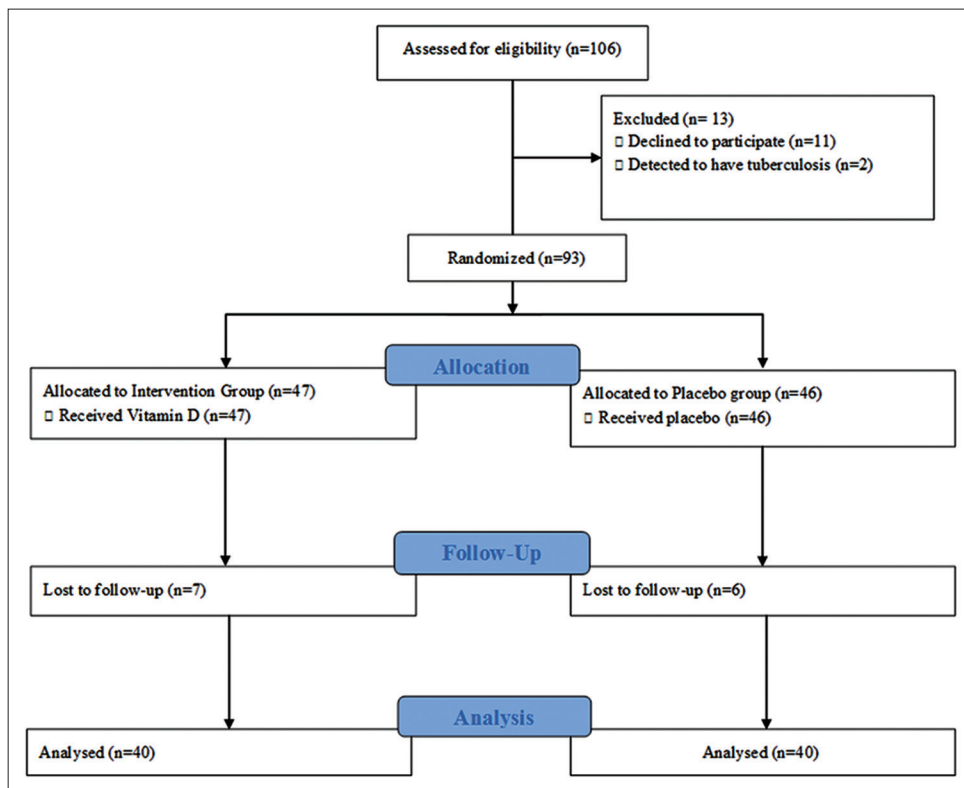 Assessed for eligibility (n=106)
Excluded (n= 13)
▯ Declined to participate (n=11)
▯ Detected to have tuberculosis (n=2)
Randomized (n=93)
Allocation
Allocated to Intervention Group (n=47)
▯ Received Vitamin D (n=47)
Allocated to Placebo group (n=46)
▯ Received placebo (n=46)
Follow-Up
Lost to follow-up (n=7)
Lost to follow-up (n=6)
Analysis
Analysed (n=40)
Analysed (n=40)